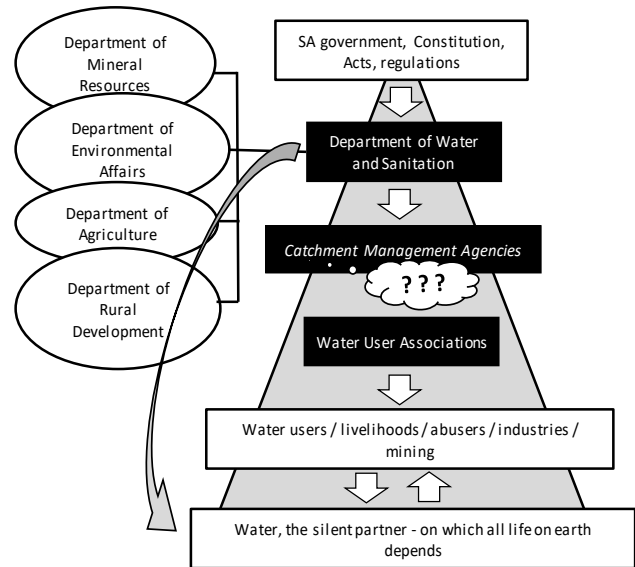 Department of
Mineral
Resources
Department of
Environmental
Affairs
Department of
Agriculture
Department of
Rural
Development
SA government, Constitution,
Acts, regulations
Department of Water
and Sanitation
Catchment Management Agencies
? ? ?
Water User Associations
Water users / livelihoods / abusers / industries /
mining
Water, the silent partner - on which all life on earth
depends